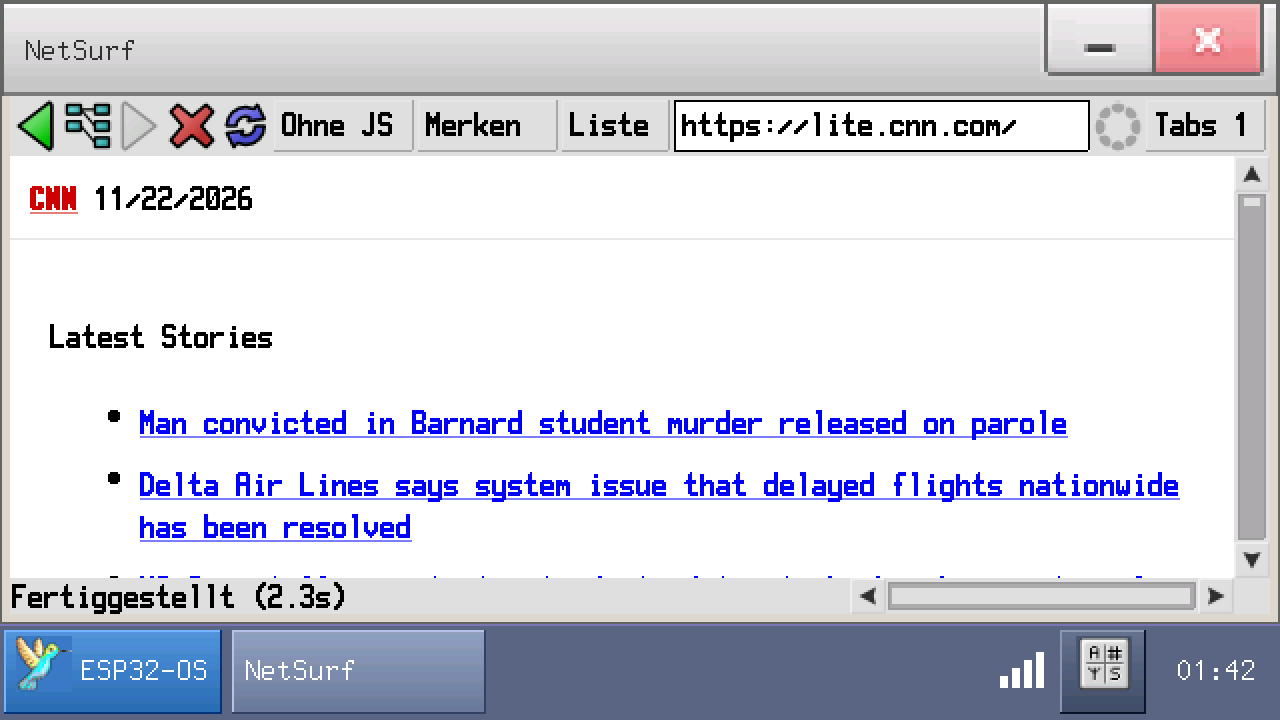 NetSurf
Ohne JS Merken Liste https://lite.cnn.com/ Tabs 1
CNN 11/22/2026
Latest Stories
Man convicted in Barnard student murder released on parole
Delta Air Lines says system issue that delayed flights nationwide
has been resolved
Fertiggestellt (2.3s)
ESP32-OS NetSurf A # Y S 01:42